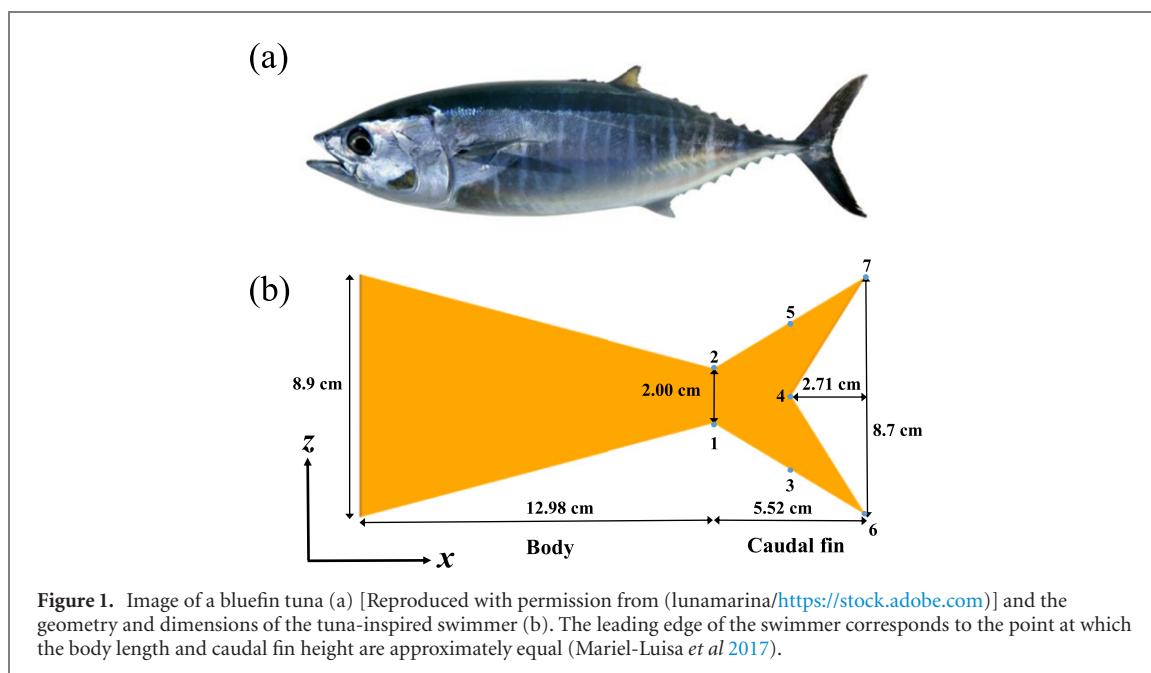 (a)
(b)
7
5
2
8.9 cm
2.00 cm
4
2.71 cm
8.7 cm
1
z
3
12.98 cm
5.52 cm
6
Body
Caudal fin
x
Figure 1. Image of a bluefin tuna (a) [Reproduced with permission from (lunamarina/https://stock.adobe.com)] and the
geometry and dimensions of the tuna-inspired swimmer (b). The leading edge of the swimmer corresponds to the point at which
the body length and caudal fin height are approximately equal (Mariel-Luisa et al 2017).